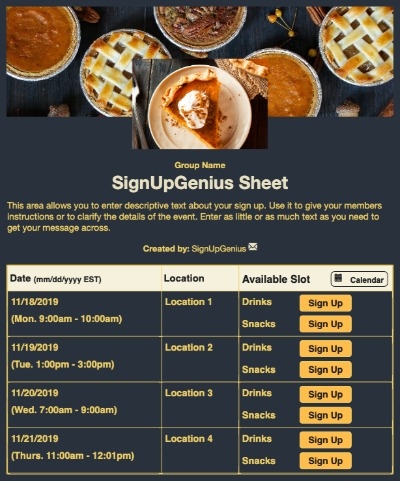 Group Name
SignUpGenius Sheet
This area allows you to enter descriptive text about your sign up. Use it to give your members
instructions or to clarify the details of the event. Enter as little or as much text as you need to
get your message across.
Created by: SignUpGenius
Date (mm/dd/yyyy EST) Location Available Slot Calendar
11/18/2019 Location 1 Drinks Sign Up
(Mon. 9:00am - 10:00am) Snacks Sign Up
11/19/2019 Location 2 Drinks Sign Up
(Tue. 1:00pm - 3:00pm) Snacks Sign Up
11/20/2019 Location 3 Drinks Sign Up
(Wed. 7:00am - 9:00am) Snacks Sign Up
11/21/2019 Location 4 Drinks Sign Up
(Thurs. 11:00am - 12:01pm) Snacks Sign Up